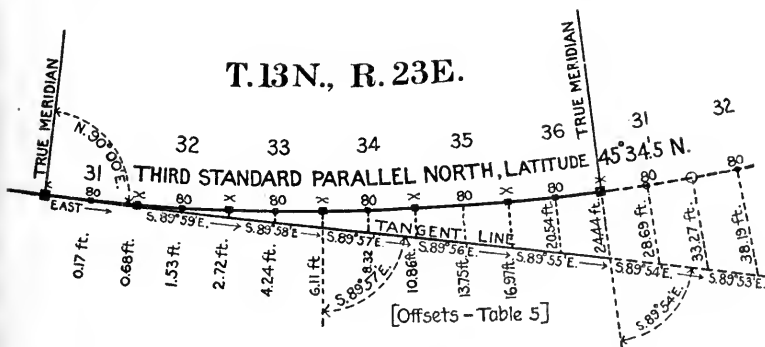 T.13N., R. 23E.
TRUE MERIDIAN
TRUE MERIDIAN
N.90°00'E.
31
32
33
34
35
36
31
32
THIRD STANDARD PARALLEL NORTH, LATITUDE 45°34.'5 N.
80
80
80
80
80
80
80
80
EAST
S.89°59'E.
S.89°58'E.
TANGENT LINE
S.89°57'E.
S.89°56'E.
S.89°55'E.
S.89°54'E.
S.89°53'E.
0.17 ft.
0.68 ft.
1.53 ft.
2.72 ft.
4.24 ft.
6.11 ft
8.32
10.86 ft.
13.75 ft.
16.97 ft.
20.54 ft.
24.44 ft.
28.69 ft.
33.27 ft.
38.19 ft.
S.89°57'E.
S.89°54'E.
[Offsets - Table 5]